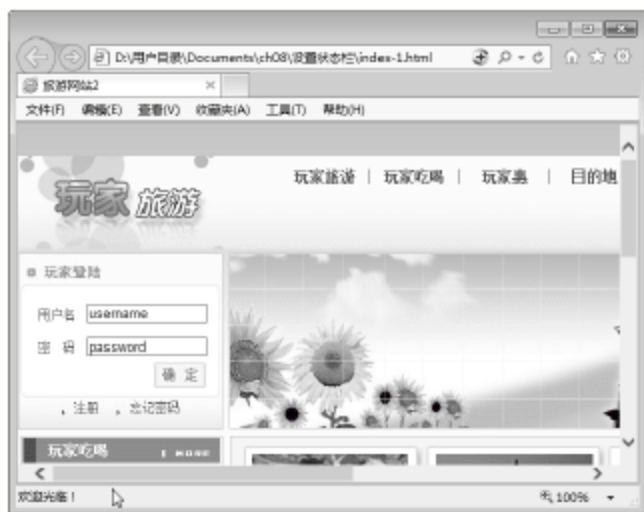 D:\用户目录\Documents\ch08\设置状态栏\index-1.html
旅游网站2
文件(F) 编辑(E) 查看(V) 收藏夹(A) 工具(T) 帮助(H)
玩家旅游 | 玩家吃喝 | 玩家惠 | 目的地
玩家 旅游
玩家登陆
用户名 username
密 码 password
确 定
注册 忘记密码
玩家吃喝 MORE
欢迎光临！ 100%